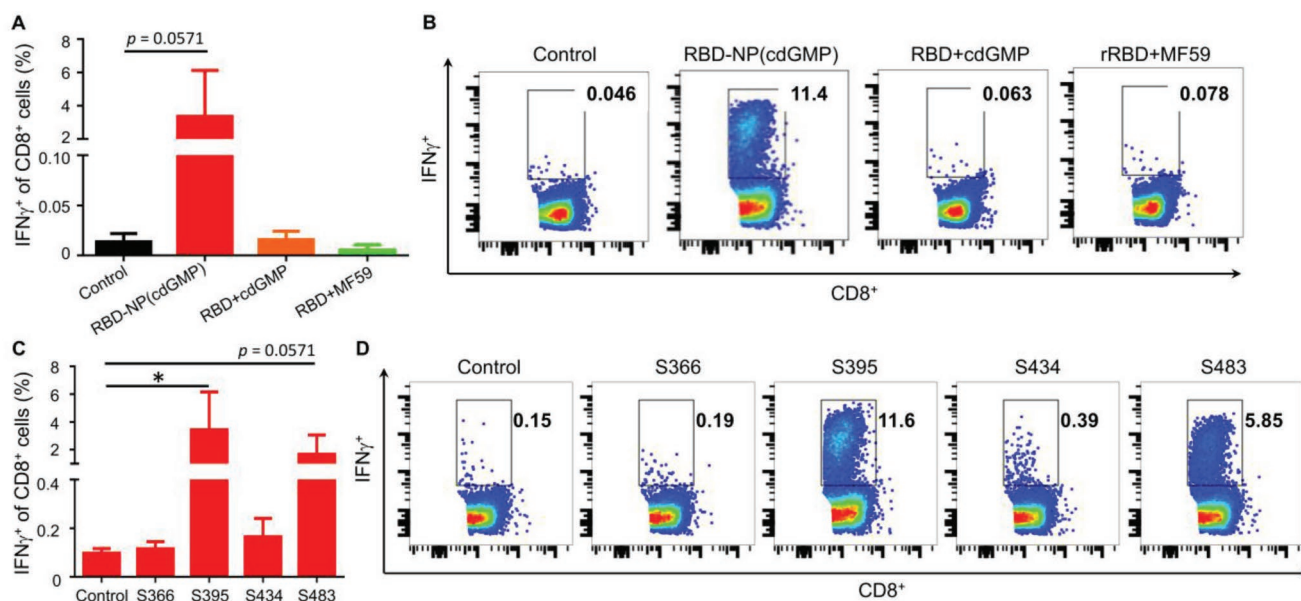 A
p = 0.0571
IFNγ+ of CD8+ cells (%)
8
6
4
2
0.10
0.05
0
Control
RBD-NP(cdGMP)
RBD+cdGMP
RBD+MF59
B
Control
RBD-NP(cdGMP)
RBD+cdGMP
rRBD+MF59
IFNγ+
0.046
11.4
0.063
0.078
CD8+
C
p = 0.0571
*
IFNγ+ of CD8+ cells (%)
8
6
4
2
0.4
0.2
0
Control
S366
S395
S434
S483
D
Control
S366
S395
S434
S483
IFNγ+
0.15
0.19
11.6
0.39
5.85
CD8+